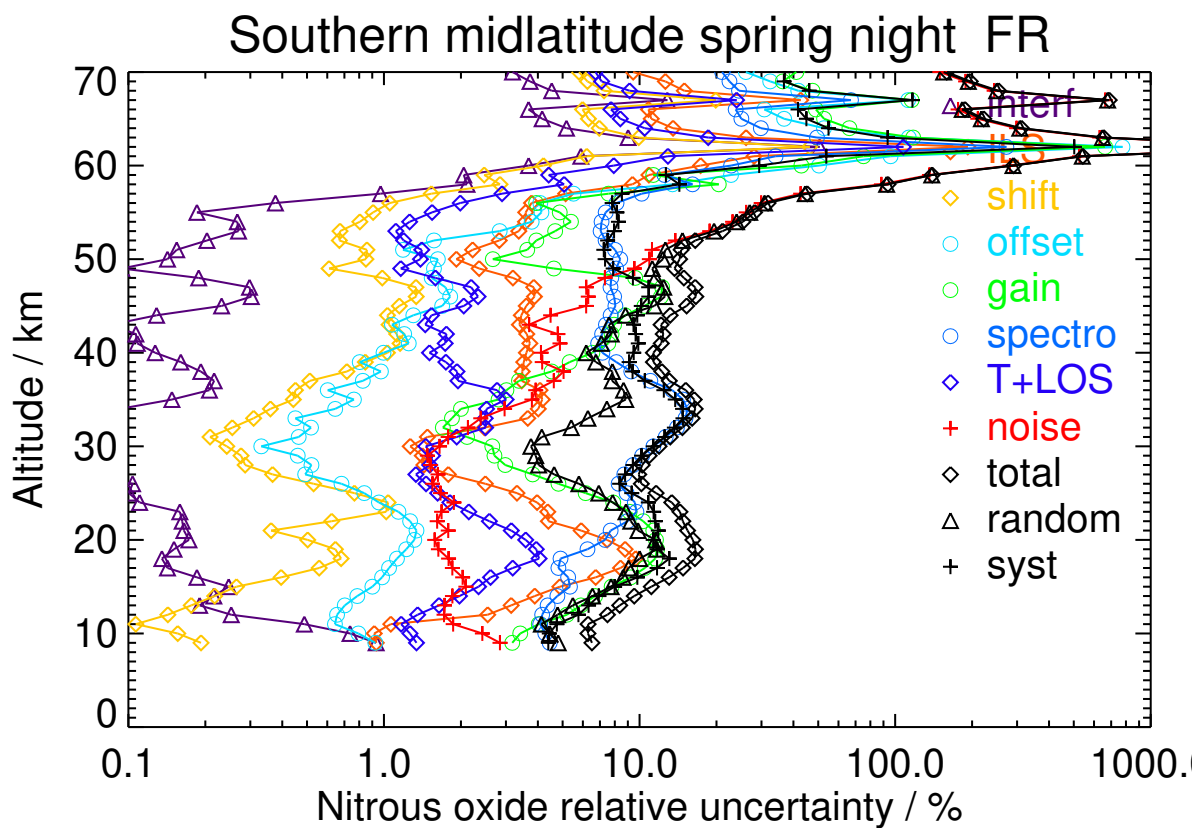 Southern midlatitude spring night FR
70
60
50
40
30
20
10
0
Altitude / km
interf
ILS
shift
offset
gain
spectro
T+LOS
noise
total
random
syst
0.1 1.0 10.0 100.0 1000.0
Nitrous oxide relative uncertainty / %